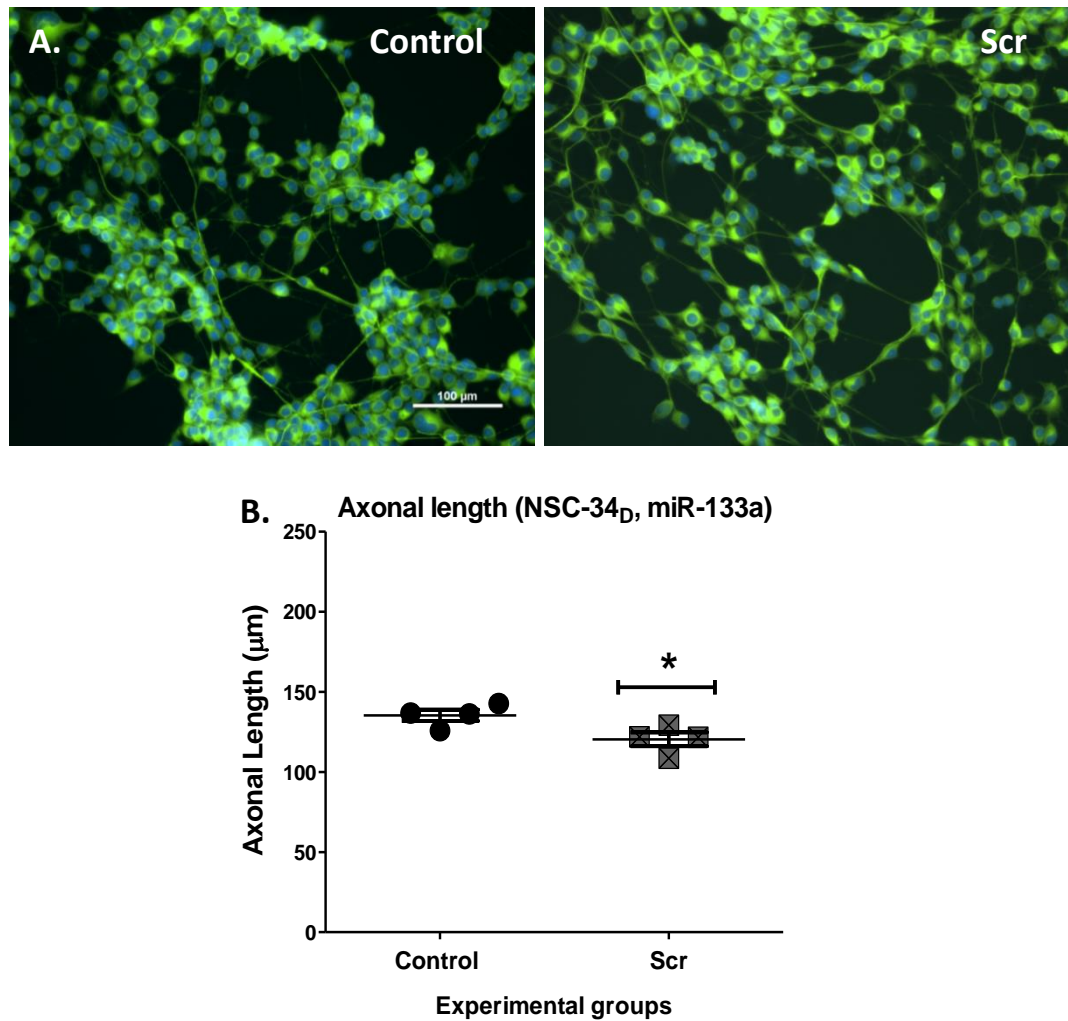 A.
Control
Scr
100 µm
B.
Axonal length (NSC-34D, miR-133a)
250
200
150
100
50
0
Axonal Length (µm)
*
Control
Scr
Experimental groups